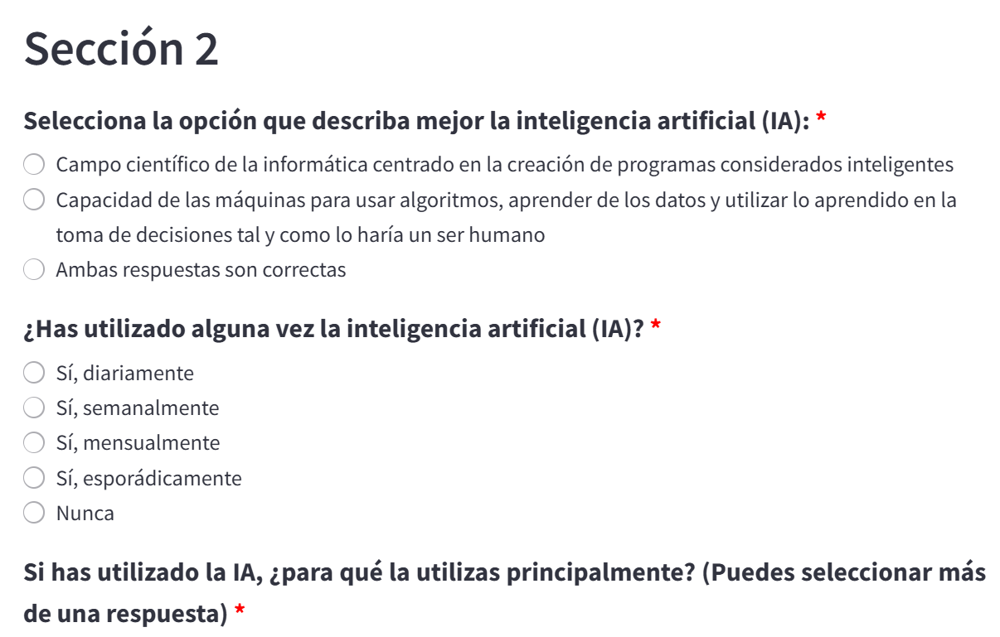 Sección 2
Selecciona la opción que describa mejor la inteligencia artificial (IA): *
Campo científico de la informática centrado en la creación de programas considerados inteligentes
Capacidad de las máquinas para usar algoritmos, aprender de los datos y utilizar lo aprendido en la
toma de decisiones tal y como lo haría un ser humano
Ambas respuestas son correctas
¿Has utilizado alguna vez la inteligencia artificial (IA)? *
Sí, diariamente
Sí, semanalmente
Sí, mensualmente
Sí, esporádicamente
Nunca
Si has utilizado la IA, ¿para qué la utilizas principalmente? (Puedes seleccionar más
de una respuesta) *